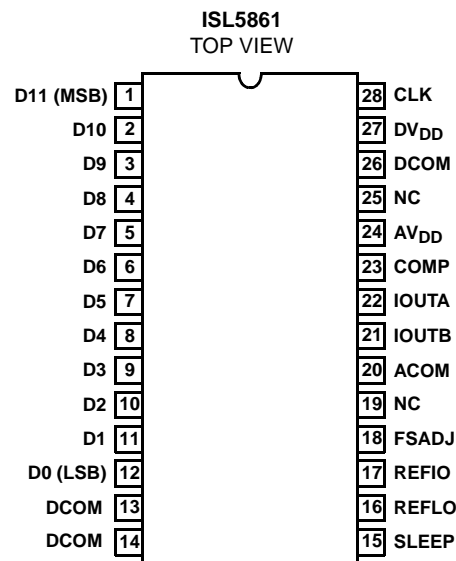 ISL5861
TOP VIEW
D11 (MSB) 1 28 CLK
D10 2 27 DVDD
D9 3 26 DCOM
D8 4 25 NC
D7 5 24 AVDD
D6 6 23 COMP
D5 7 22 IOUTA
D4 8 21 IOUTB
D3 9 20 ACOM
D2 10 19 NC
D1 11 18 FSADJ
D0 (LSB) 12 17 REFIO
DCOM 13 16 REFLO
DCOM 14 15 SLEEP